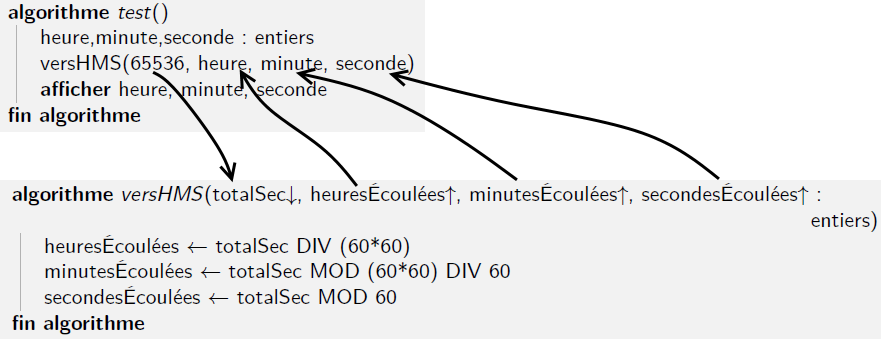 algorithme test()
heure,minute,seconde : entiers
versHMS(65536, heure, minute, seconde)
afficher heure, minute, seconde
fin algorithme
algorithme versHMS(totalSec↓, heuresÉcoulées↑, minutesÉcoulées↑, secondesÉcoulées↑ :
entiers)
heuresÉcoulées ← totalSec DIV (60*60)
minutesÉcoulées ← totalSec MOD (60*60) DIV 60
secondesÉcoulées ← totalSec MOD 60
fin algorithme